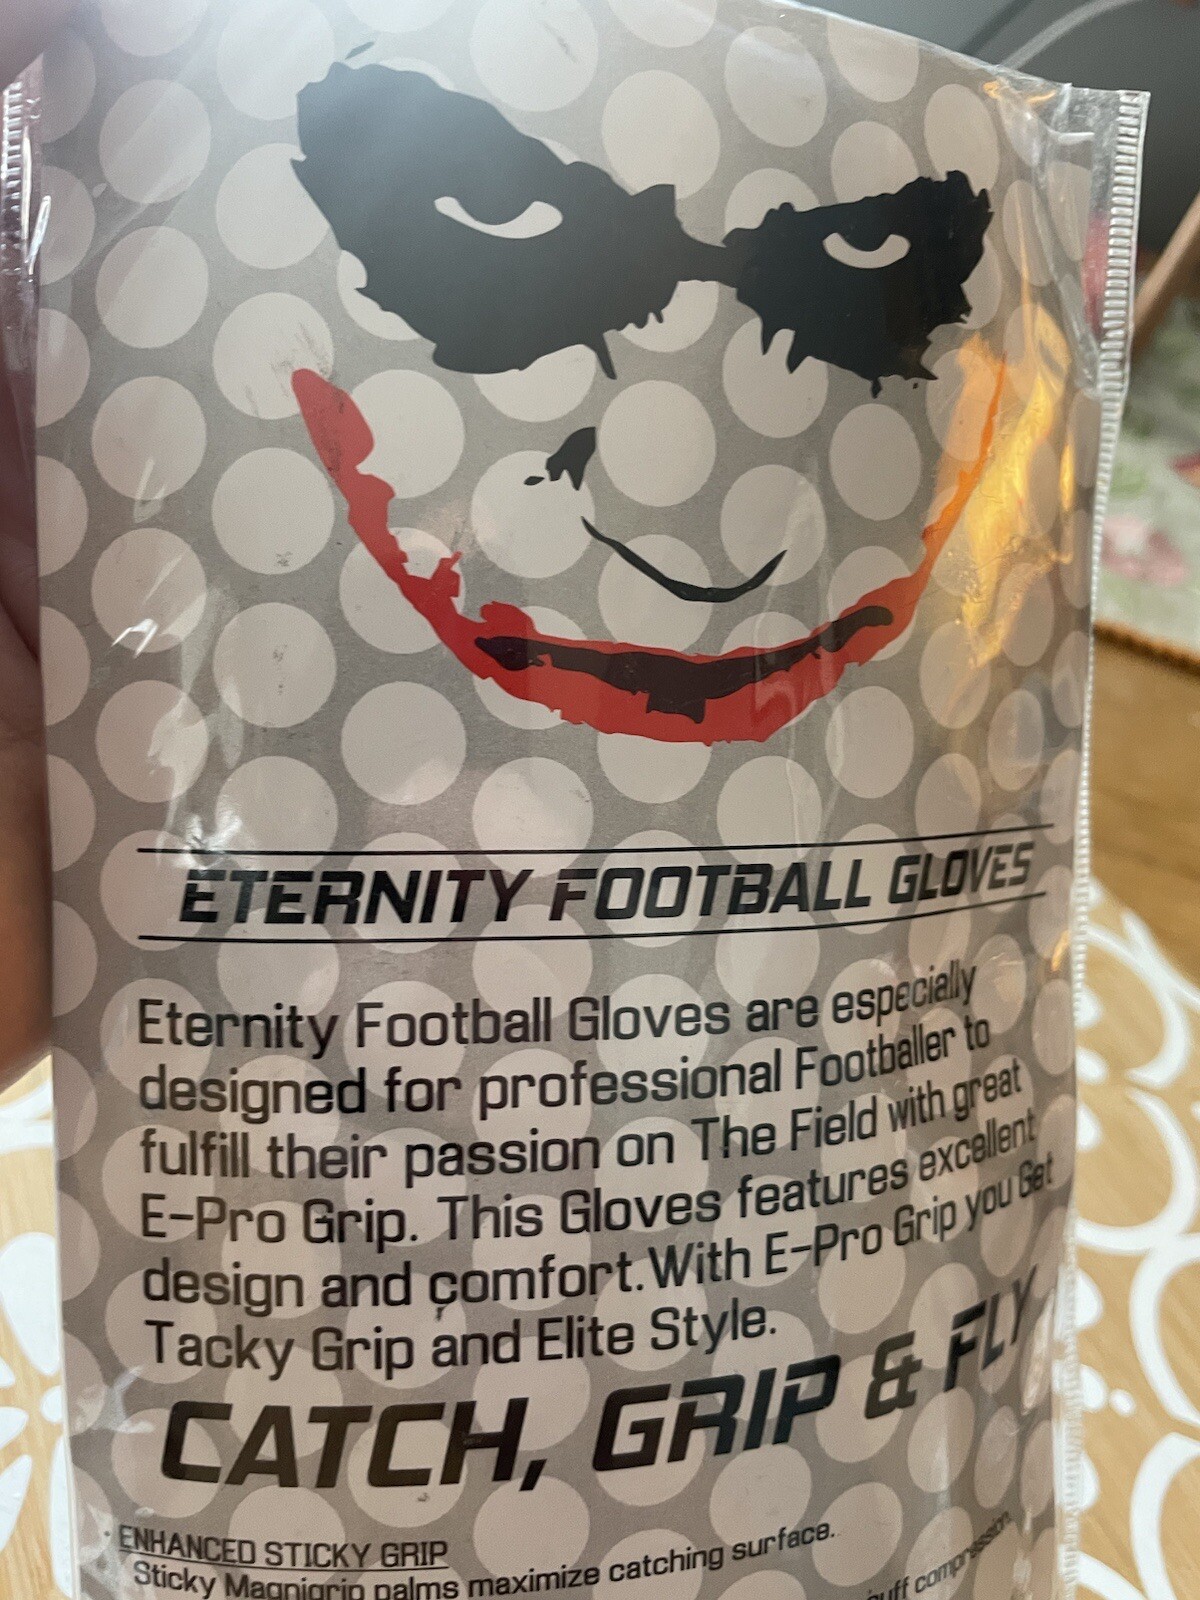 ETERNITY FOOTBALL GLOVES
Eternity Football Gloves are especially
designed for professional Footballer to
fulfill their passion on The Field with great
E-Pro Grip. This Gloves features excellent
design and comfort. With E-Pro Grip you Get
Tacky Grip and Elite Style.
CATCH, GRIP & FLY
ENHANCED STICKY GRIP
Sticky Magnigrip palms maximize catching surface.
cuff compression.